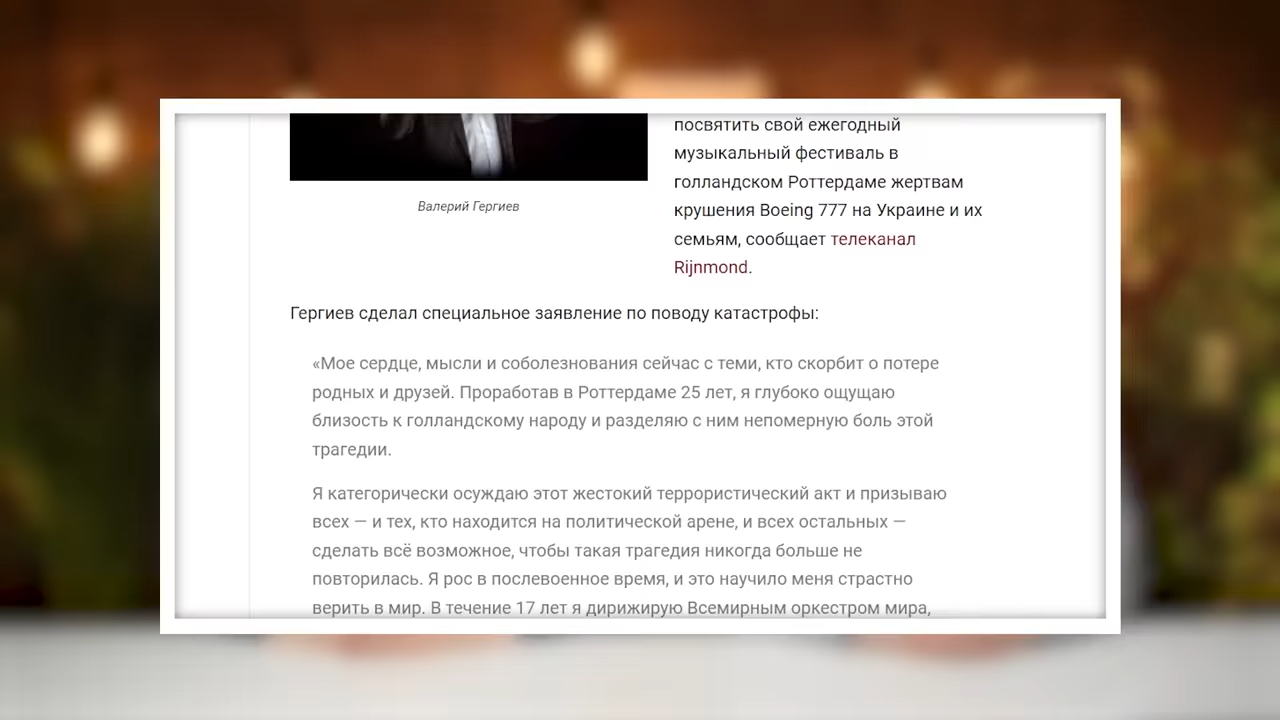 посвятить свой ежегодный
музыкальный фестиваль в
голландском Роттердаме жертвам
крушения Boeing 777 на Украине и их
семьям, сообщает телеканал
Rijnmond.
Валерий Гергиев
Гергиев сделал специальное заявление по поводу катастрофы:
«Мое сердце, мысли и соболезнования сейчас с теми, кто скорбит о потере
родных и друзей. Проработав в Роттердаме 25 лет, я глубоко ощущаю
близость к голландскому народу и разделяю с ним непомерную боль этой
трагедии.
Я категорически осуждаю этот жестокий террористический акт и призываю
всех — и тех, кто находится на политической арене, и всех остальных —
сделать всё возможное, чтобы такая трагедия никогда больше не
повторилась. Я рос в послевоенное время, и это научило меня страстно
верить в мир. В течение 17 лет я дирижирую Всемирным оркестром мира,